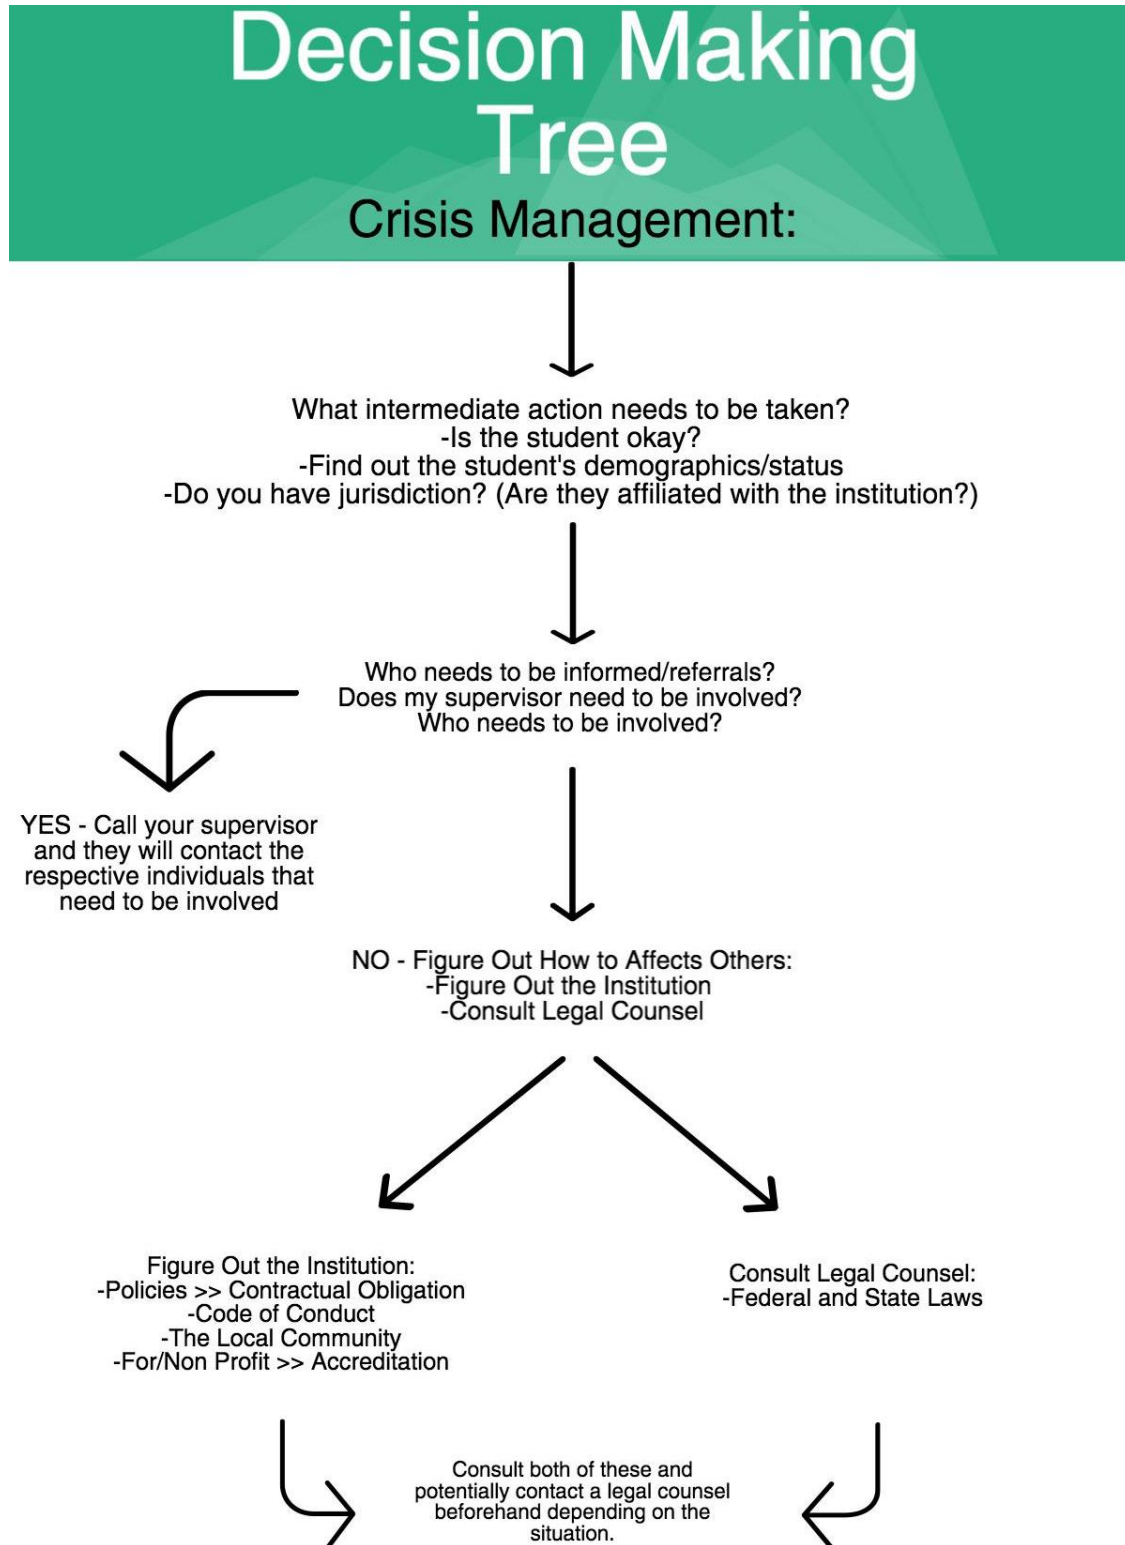 Decision Making
Tree
Crisis Management:
What intermediate action needs to be taken?
-Is the student okay?
-Find out the student's demographics/status
-Do you have jurisdiction? (Are they affiliated with the institution?)
Who needs to be informed/referrals?
Does my supervisor need to be involved?
Who needs to be involved?
YES - Call your supervisor
and they will contact the
respective individuals that
need to be involved
NO - Figure Out How to Affects Others:
-Figure Out the Institution
-Consult Legal Counsel
Figure Out the Institution:
-Policies >> Contractual Obligation
-Code of Conduct
-The Local Community
-For/Non Profit >> Accreditation
Consult Legal Counsel:
-Federal and State Laws
Consult both of these and
potentially contact a legal counsel
beforehand depending on the
situation.